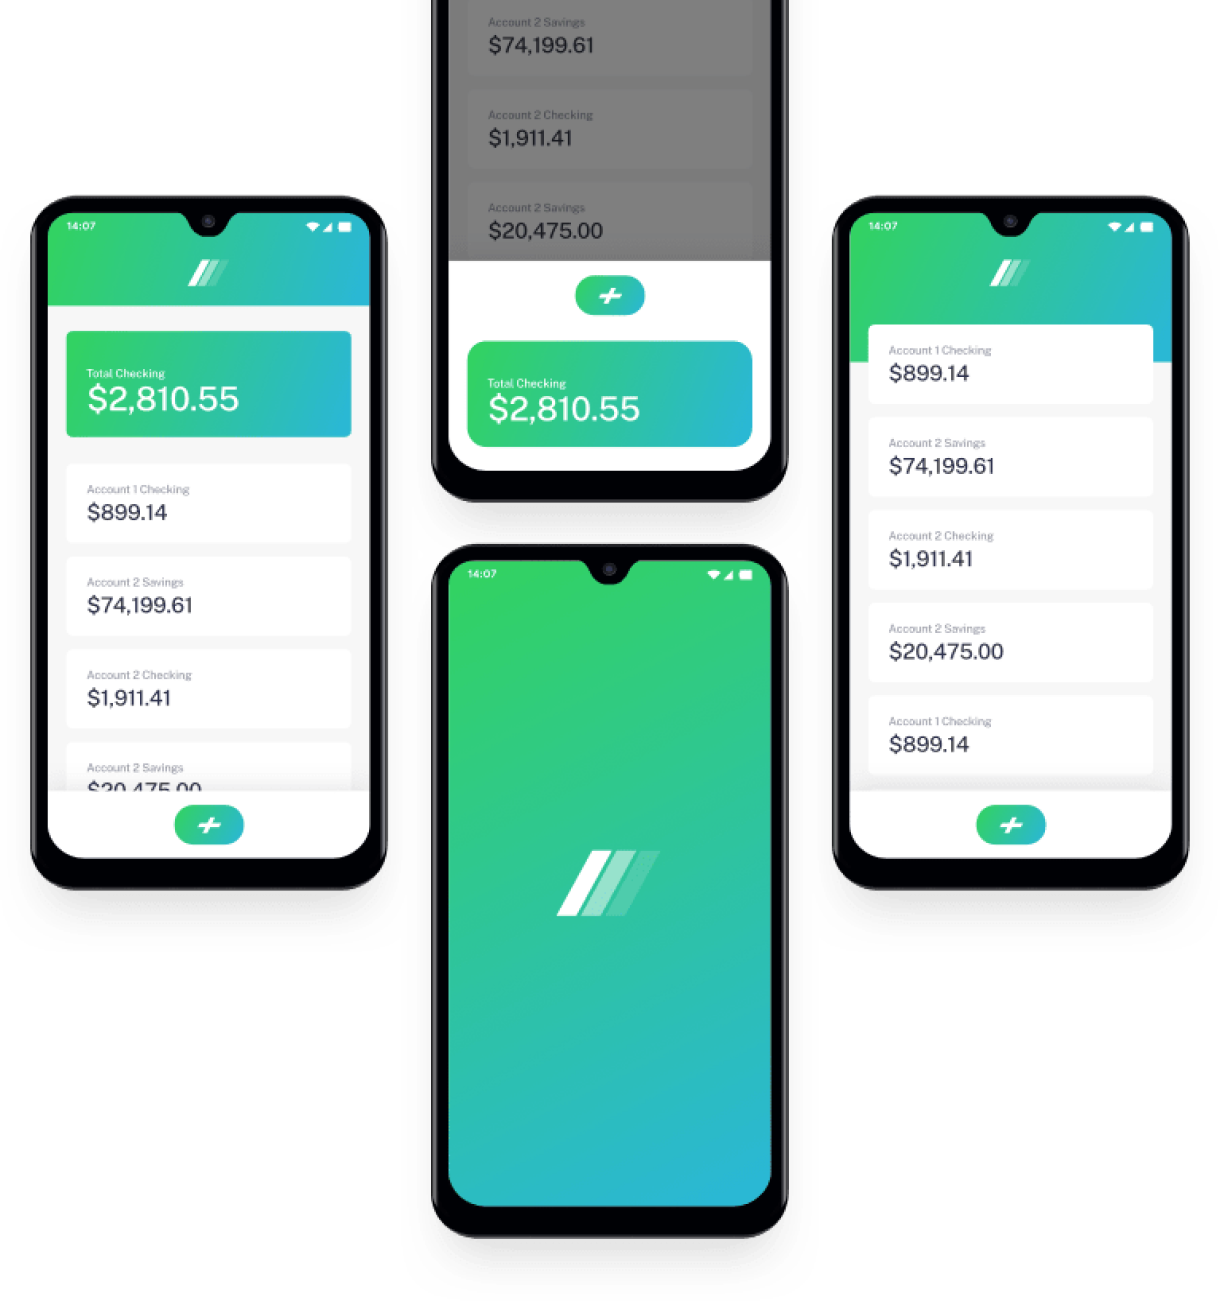 Account 2 Savings
$74,199.61
Account 2 Checking
$1,911.41
Account 2 Savings
$20,475.00
Total Checking
$2,810.55
14:07
Total Checking
$2,810.55
Account 1 Checking
$899.14
Account 2 Savings
$74,199.61
Account 2 Checking
$1,911.41
Account 2 Savings
$20,475.00
14:07
14:07
Account 1 Checking
$899.14
Account 2 Savings
$74,199.61
Account 2 Checking
$1,911.41
Account 2 Savings
$20,475.00
Account 1 Checking
$899.14